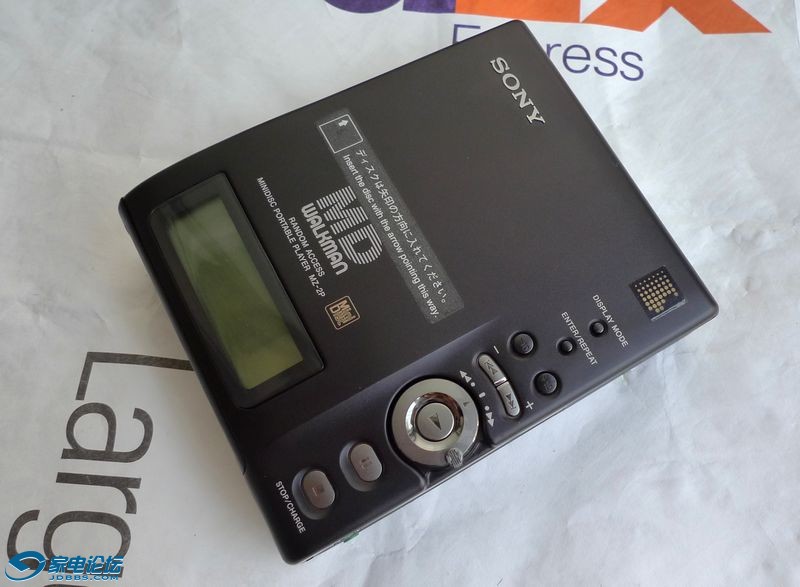 Express
SONY
ディスクは矢印の方向に入れてください。
Insert the disc with the arrow pointing this way.
MD
WALKMAN
RANDOM ACCESS
MINIDISC PORTABLE PLAYER MZ-2P
Mini
Disc
DISPLAY MODE
ENTER/REPEAT
−
+
STOP/CHARGE
Larg
家电论坛
JDBBS.COM